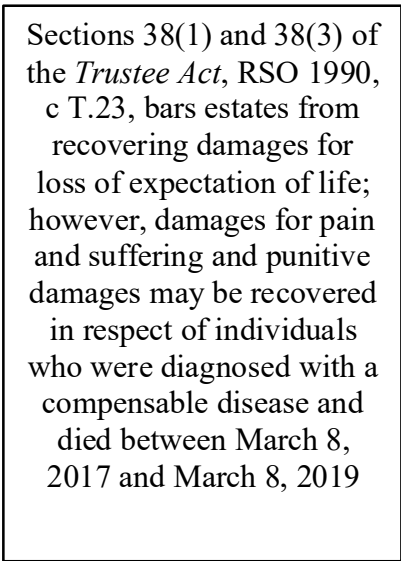 Sections 38(1) and 38(3) of
the Trustee Act, RSO 1990,
c T.23, bars estates from
recovering damages for
loss of expectation of life;
however, damages for pain
and suffering and punitive
damages may be recovered
in respect of individuals
who were diagnosed with a
compensable disease and
died between March 8,
2017 and March 8, 2019